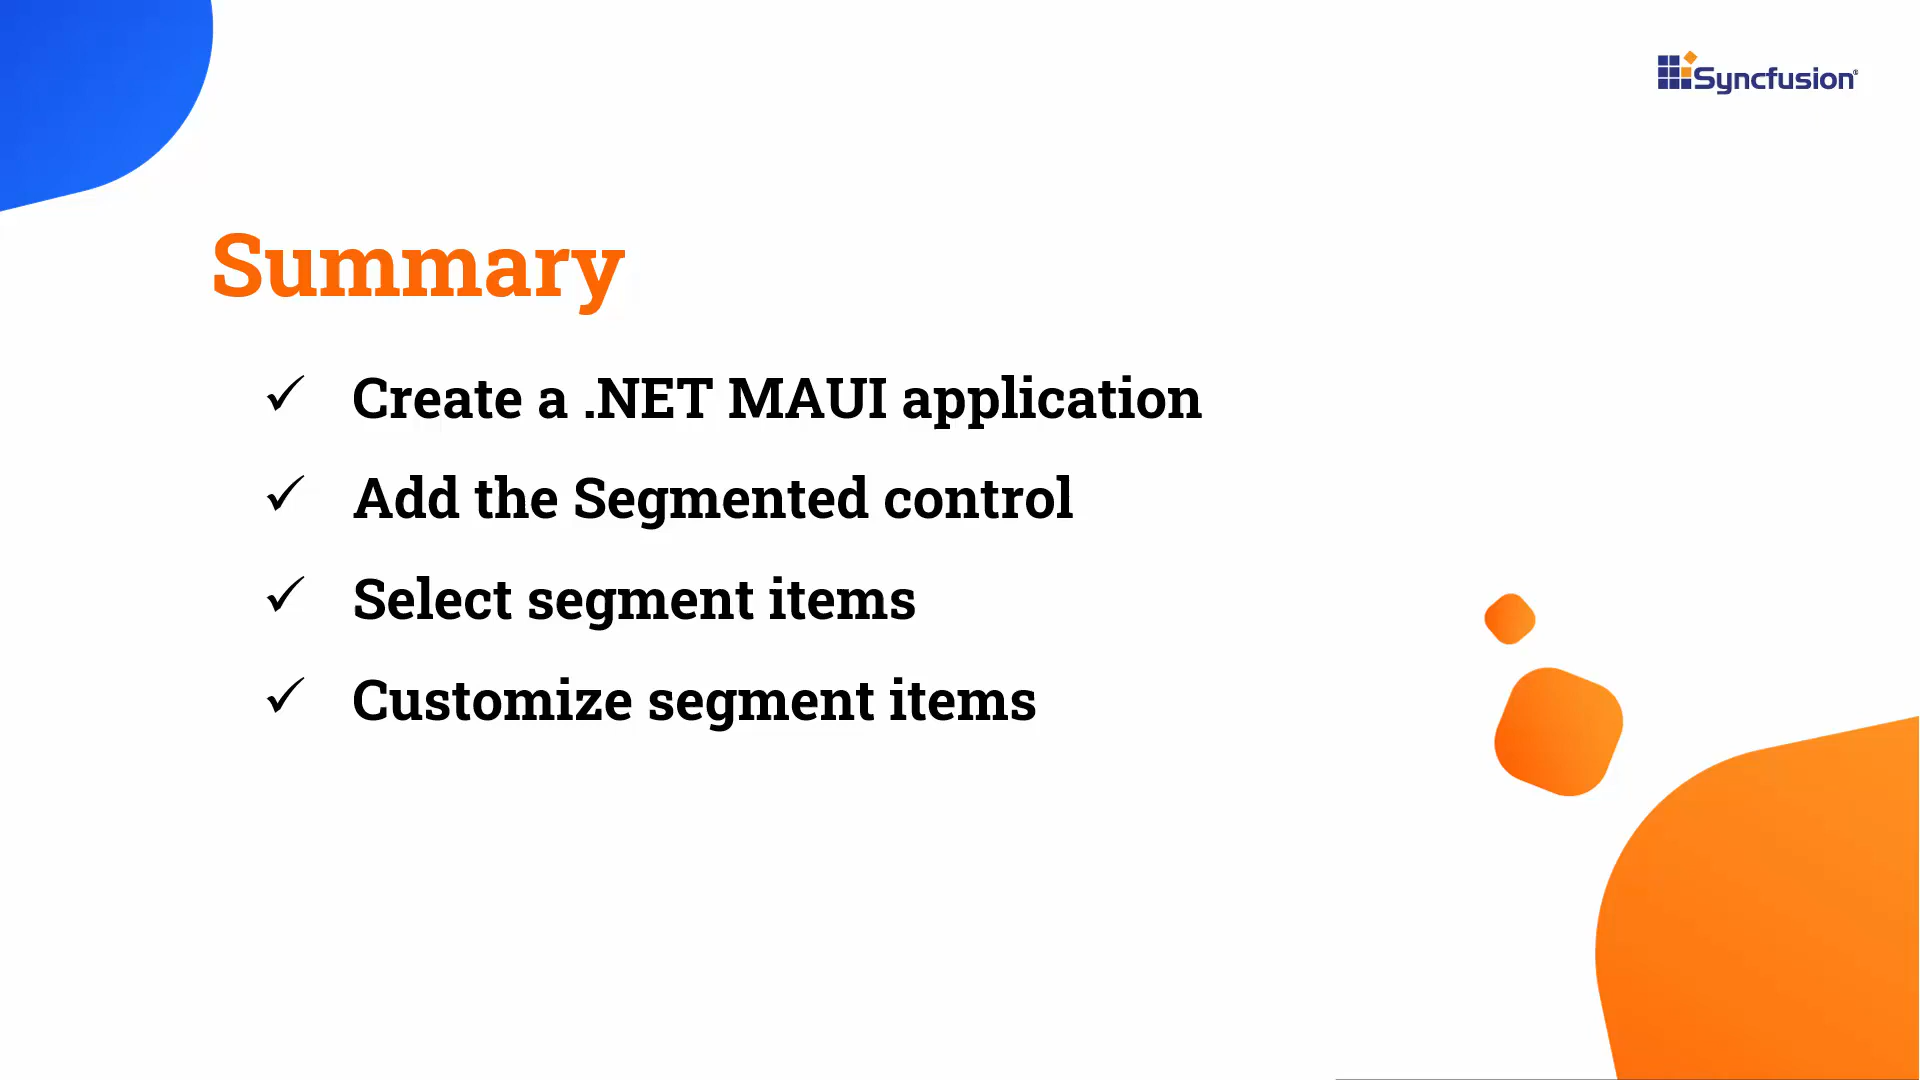 Syncfusion®
Summary
✓ Create a .NET MAUI application
✓ Add the Segmented control
✓ Select segment items
✓ Customize segment items